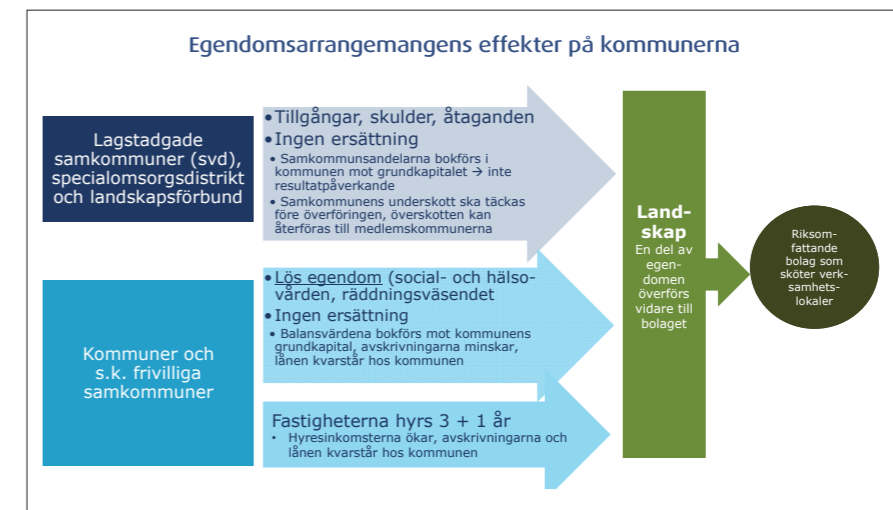 Egendomsarrangemangens effekter på kommunerna
Lagstadgade
samkommuner (svd),
specialomsorgsdistrikt
och landskapsförbund
•Tillgångar, skulder, åtaganden
•Ingen ersättning
• Samkommunsandelarna bokförs i
kommunen mot grundkapitalet → inte
resultatpåverkande
• Samkommunens underskott ska täckas
före överföringen, överskotten kan
återföras till medlemskommunerna
Kommuner och
s.k. frivilliga
samkommuner
•Lös egendom (social- och hälso-
vården, räddningsväsendet
•Ingen ersättning
• Balansvärdena bokförs mot kommunens
grundkapital, avskrivningarna minskar,
lånen kvarstår hos kommunen
Fastigheterna hyrs 3 + 1 år
• Hyresinkomsterna ökar, avskrivningarna och
lånen kvarstår hos kommunen
Land-
skap
En del av
egen-
domen
överförs
vidare till
bolaget
Riksom-
fattande
bolag som
sköter verk-
samhets-
lokaler